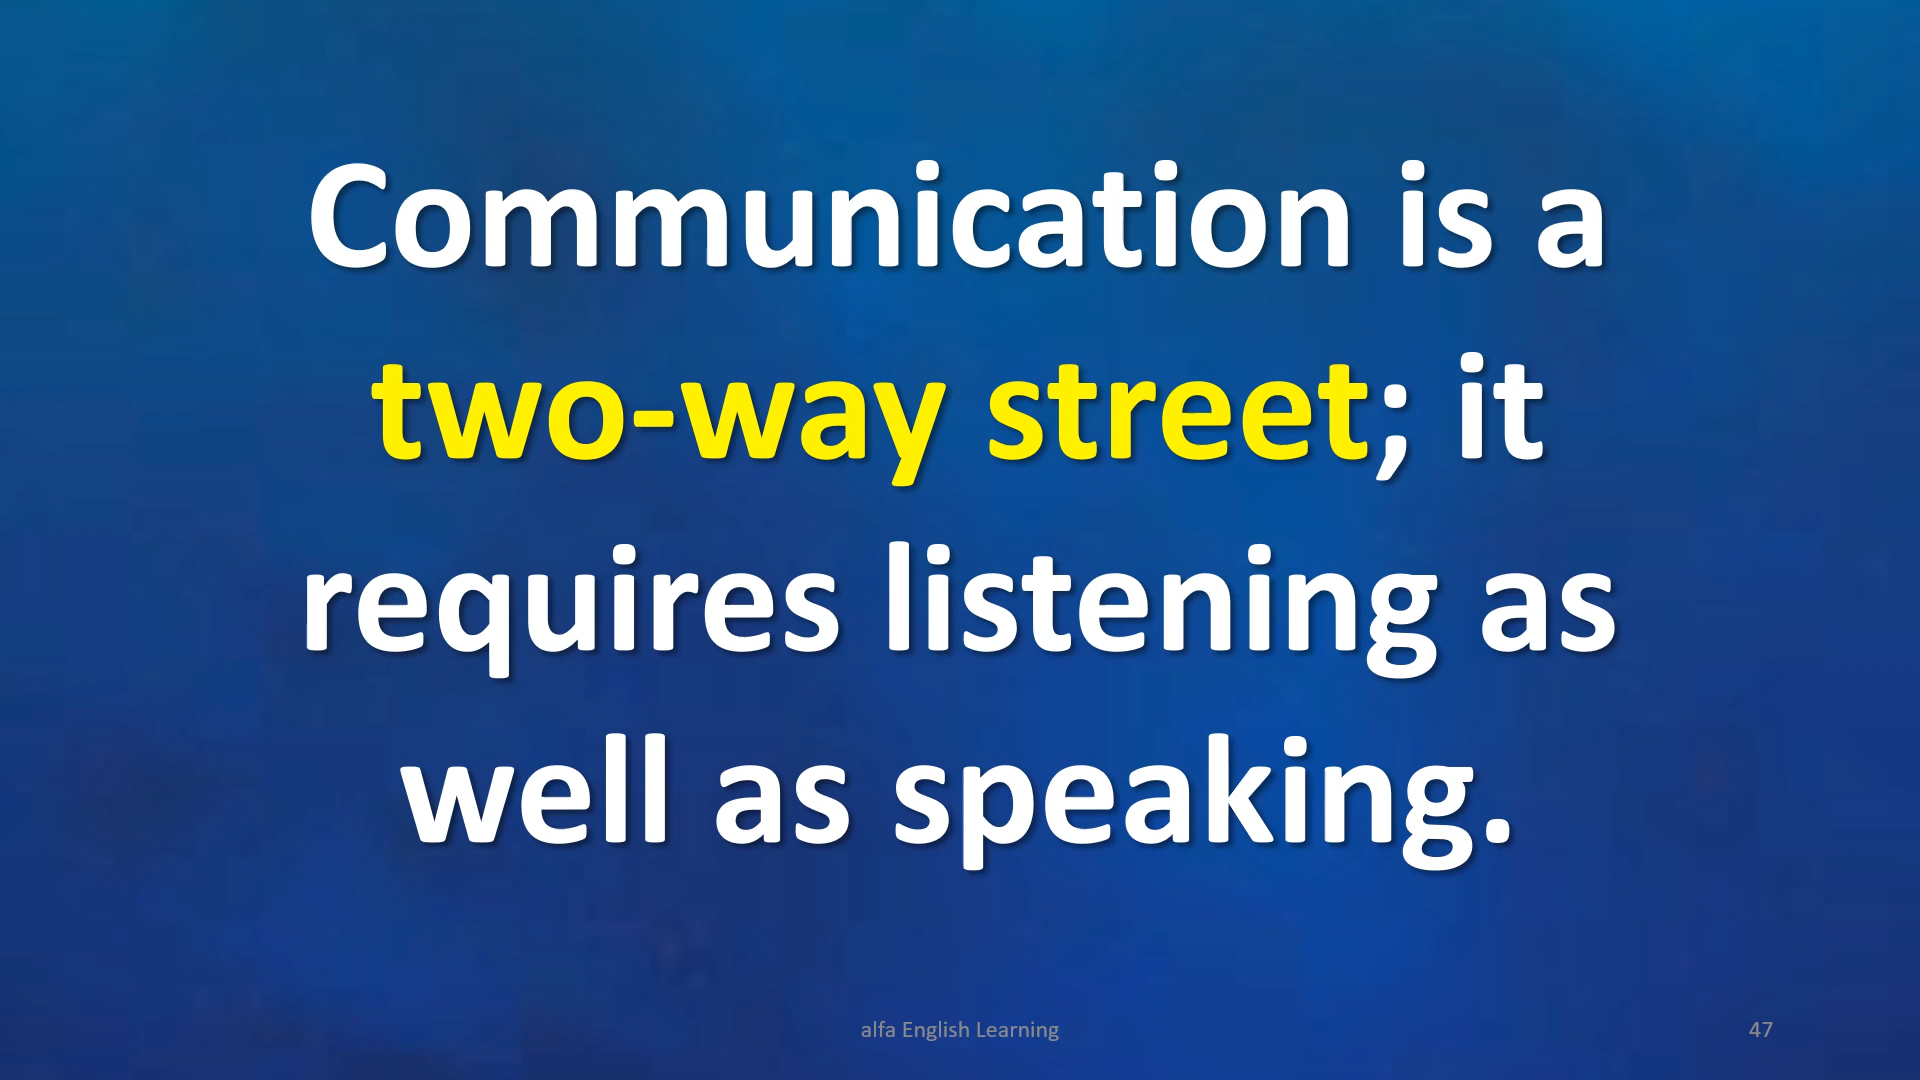 Communication is a
two-way street; it
requires listening as
well as speaking.
alfa English Learning
47